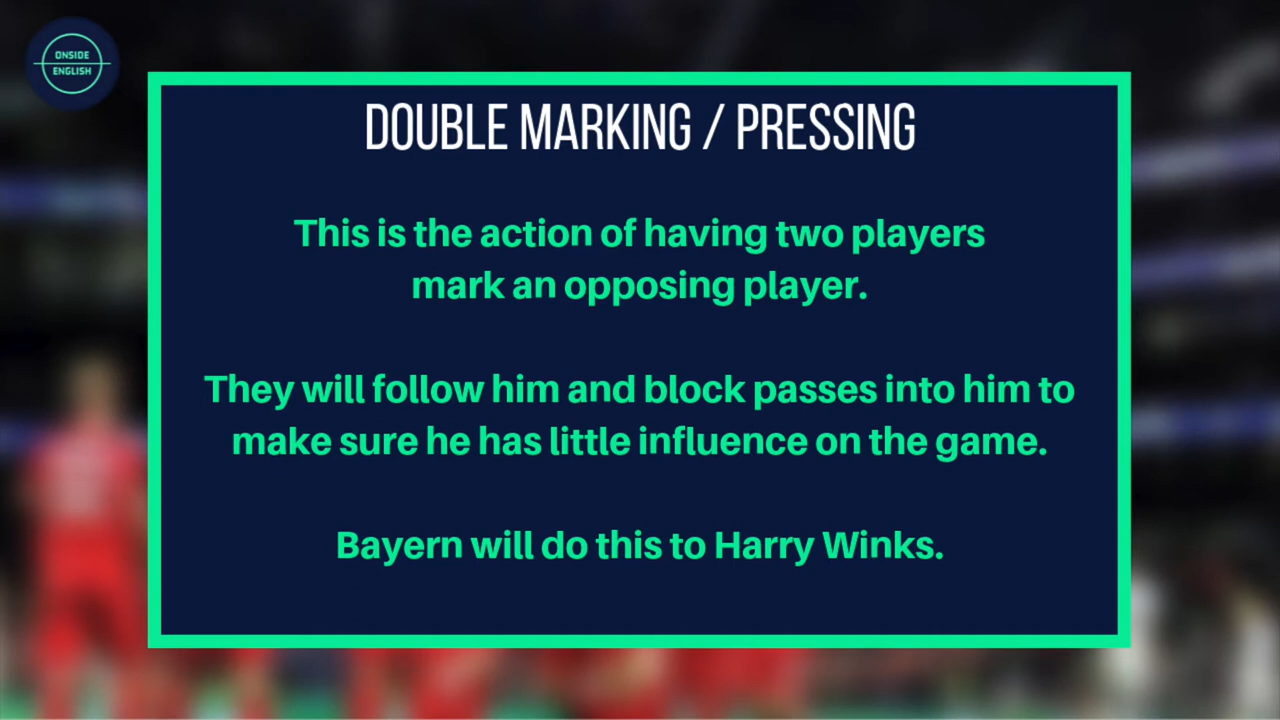 ONSIDE
ENGLISH
DOUBLE MARKING / PRESSING
This is the action of having two players
mark an opposing player.
They will follow him and block passes into him to
make sure he has little influence on the game.
Bayern will do this to Harry Winks.